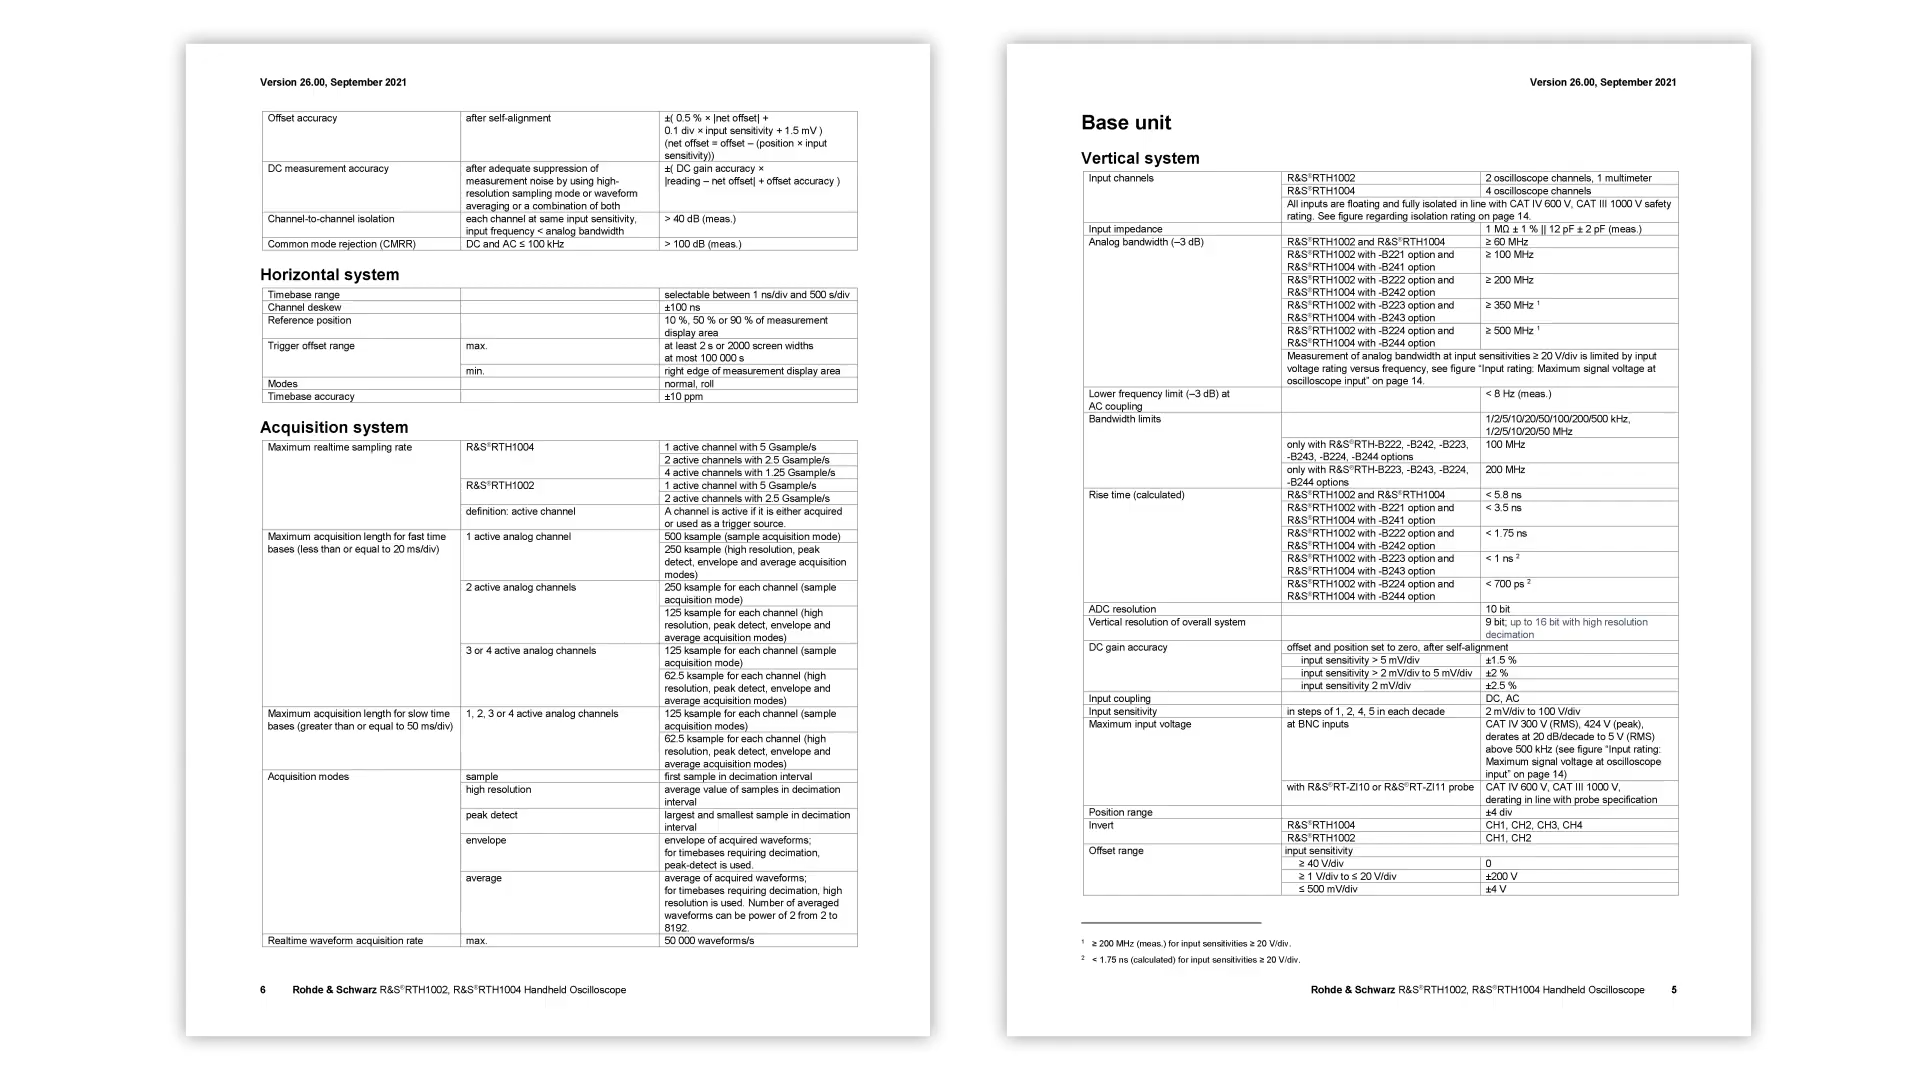 Version 26.00, September 2021
Offset accuracy
after self-alignment
±( 0.5 % × |net offset| +
0.1 div × input sensitivity + 1.5 mV )
(net offset = offset – (position × input
sensitivity))
DC measurement accuracy
after adequate suppression of
measurement noise by using high-
resolution sampling mode or waveform
averaging or a combination of both
±( DC gain accuracy ×
|reading – net offset| + offset accuracy )
Channel-to-channel isolation
each channel at same input sensitivity,
input frequency < analog bandwidth
> 40 dB (meas.)
Common mode rejection (CMRR)
DC and AC ≤ 100 kHz
> 100 dB (meas.)
Horizontal system
Timebase range
selectable between 1 ns/div and 500 s/div
Channel deskew
±100 ns
Reference position
10 %, 50 % or 90 % of measurement
display area
Trigger offset range
max.
at least 2 s or 2000 screen widths
at most 100 000 s
min.
right edge of measurement display area
Modes
normal, roll
Timebase accuracy
±10 ppm
Acquisition system
Maximum realtime sampling rate
R&S®RTH1004
1 active channel with 5 Gsample/s
2 active channels with 2.5 Gsample/s
4 active channels with 1.25 Gsample/s
R&S®RTH1002
1 active channel with 5 Gsample/s
2 active channels with 2.5 Gsample/s
definition: active channel
A channel is active if it is either acquired
or used as a trigger source.
Maximum acquisition length for fast time
bases (less than or equal to 20 ms/div)
1 active analog channel
500 ksample (sample acquisition mode)
250 ksample (high resolution, peak
detect, envelope and average acquisition
modes)
2 active analog channels
250 ksample for each channel (sample
acquisition mode)
125 ksample for each channel (high
resolution, peak detect, envelope and
average acquisition modes)
3 or 4 active analog channels
125 ksample for each channel (sample
acquisition mode)
62.5 ksample for each channel (high
resolution, peak detect, envelope and
average acquisition modes)
Maximum acquisition length for slow time
bases (greater than or equal to 50 ms/div)
1, 2, 3 or 4 active analog channels
125 ksample for each channel (sample
acquisition modes)
62.5 ksample for each channel (high
resolution, peak detect, envelope and
average acquisition modes)
Acquisition modes
sample
first sample in decimation interval
high resolution
average value of samples in decimation
interval
peak detect
largest and smallest sample in decimation
interval
envelope
envelope of acquired waveforms;
for timebases requiring decimation,
peak-detect is used.
average
average of acquired waveforms;
for timebases requiring decimation, high
resolution is used. Number of averaged
waveforms can be power of 2 from 2 to
8192.
Realtime waveform acquisition rate
max.
50 000 waveforms/s
6 Rohde & Schwarz R&S®RTH1002, R&S®RTH1004 Handheld Oscilloscope
Version 26.00, September 2021
Base unit
Vertical system
Input channels
R&S®RTH1002
2 oscilloscope channels, 1 multimeter
R&S®RTH1004
4 oscilloscope channels
All inputs are floating and fully isolated in line with CAT IV 600 V, CAT III 1000 V safety
rating. See figure regarding isolation rating on page 14.
Input impedance
1 MΩ ± 1 % || 12 pF ± 2 pF (meas.)
Analog bandwidth (–3 dB)
R&S®RTH1002 and R&S®RTH1004
≥ 60 MHz
R&S®RTH1002 with -B221 option and
R&S®RTH1004 with -B241 option
≥ 100 MHz
R&S®RTH1002 with -B222 option and
R&S®RTH1004 with -B242 option
≥ 200 MHz
R&S®RTH1002 with -B223 option and
R&S®RTH1004 with -B243 option
≥ 350 MHz 1
R&S®RTH1002 with -B224 option and
R&S®RTH1004 with -B244 option
≥ 500 MHz 1
Measurement of analog bandwidth at input sensitivities ≥ 20 V/div is limited by input
voltage rating versus frequency, see figure “Input rating: Maximum signal voltage at
oscilloscope input” on page 14.
Lower frequency limit (–3 dB) at
AC coupling
< 8 Hz (meas.)
Bandwidth limits
1/2/5/10/20/50/100/200/500 kHz,
1/2/5/10/20/50 MHz
only with R&S®RTH-B222, -B242, -B223,
-B243, -B224, -B244 options
100 MHz
only with R&S®RTH-B223, -B243, -B224,
-B244 options
200 MHz
Rise time (calculated)
R&S®RTH1002 and R&S®RTH1004
< 5.8 ns
R&S®RTH1002 with -B221 option and
R&S®RTH1004 with -B241 option
< 3.5 ns
R&S®RTH1002 with -B222 option and
R&S®RTH1004 with -B242 option
< 1.75 ns
R&S®RTH1002 with -B223 option and
R&S®RTH1004 with -B243 option
< 1 ns 2
R&S®RTH1002 with -B224 option and
R&S®RTH1004 with -B244 option
< 700 ps 2
ADC resolution
10 bit
Vertical resolution of overall system
9 bit; up to 16 bit with high resolution
decimation
DC gain accuracy
offset and position set to zero, after self-alignment
input sensitivity > 5 mV/div
±1.5 %
input sensitivity > 2 mV/div to 5 mV/div
±2 %
input sensitivity 2 mV/div
±2.5 %
Input coupling
DC, AC
Input sensitivity
in steps of 1, 2, 4, 5 in each decade
2 mV/div to 100 V/div
Maximum input voltage
at BNC inputs
CAT IV 300 V (RMS), 424 V (peak),
derates at 20 dB/decade to 5 V (RMS)
above 500 kHz (see figure “Input rating:
Maximum signal voltage at oscilloscope
input” on page 14)
with R&S®RT-ZI10 or R&S®RT-ZI11 probe
CAT IV 600 V, CAT III 1000 V,
derating in line with probe specification
Position range
±4 div
Invert
R&S®RTH1004
CH1, CH2, CH3, CH4
R&S®RTH1002
CH1, CH2
Offset range
input sensitivity
≥ 40 V/div
0
≥ 1 V/div to ≤ 20 V/div
±200 V
≤ 500 mV/div
±4 V
1 ≥ 200 MHz (meas.) for input sensitivities ≥ 20 V/div.
2 < 1.75 ns (calculated) for input sensitivities ≥ 20 V/div.
Rohde & Schwarz R&S®RTH1002, R&S®RTH1004 Handheld Oscilloscope 5